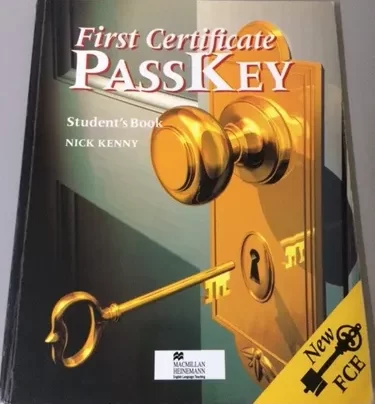 First Certificate
PASSKEY
Student's Book
NICK KENNY
MACMILLAN
HEINEMANN
English Language Teaching
New
FCE